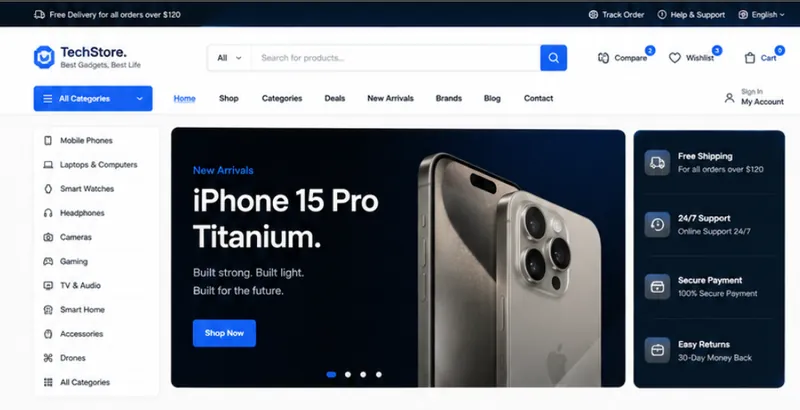 Free Delivery for all orders over $120
Track Order
Help & Support
English
TechStore.
Best Gadgets, Best Life
All
Search for products...
Compare
2
Wishlist
3
Cart
0
All Categories
Home
Shop
Categories
Deals
New Arrivals
Brands
Blog
Contact
Sign In
My Account
Mobile Phones
Laptops & Computers
Smart Watches
Headphones
Cameras
Gaming
TV & Audio
Smart Home
Accessories
Drones
All Categories
New Arrivals
iPhone 15 Pro
Titanium.
Built strong. Built light.
Built for the future.
Shop Now
Free Shipping
For all orders over $120
24/7 Support
Online Support 24/7
Secure Payment
100% Secure Payment
Easy Returns
30-Day Money Back